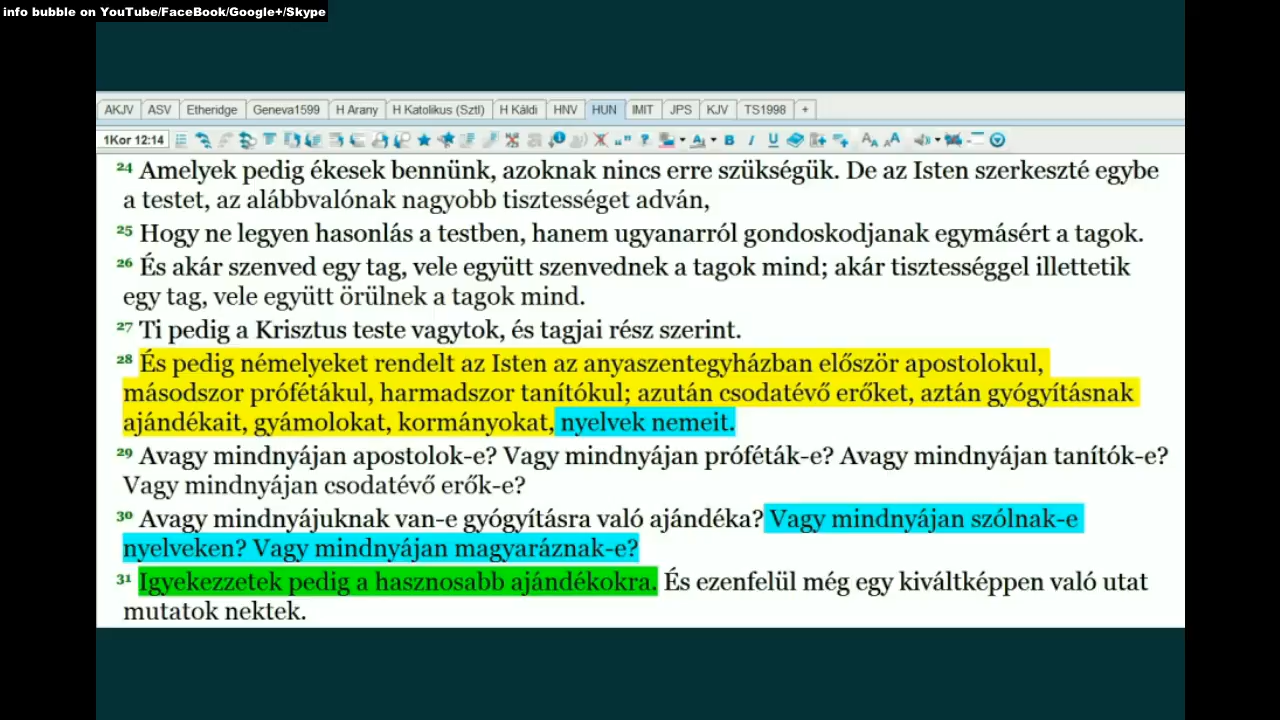 info bubble on YouTube/FaceBook/Google+/Skype
AKJV ASV Etheridge Geneva1599 H Arany H Katolikus (Sztl) H Káldi HNV HUN IMIT JPS KJV TS1998 +
1Kor 12:14
24 Amelyek pedig ékesek bennünk, azoknak nincs erre szükségük. De az Isten szerkeszté egybe
a testet, az alábbvalónak nagyobb tisztességet adván,
25 Hogy ne legyen hasonlás a testben, hanem ugyanarról gondoskodjanak egymásért a tagok.
26 És akár szenved egy tag, vele együtt szenvednek a tagok mind; akár tisztességgel illettetik
egy tag, vele együtt örülnek a tagok mind.
27 Ti pedig a Krisztus teste vagytok, és tagjai rész szerint.
28 És pedig némelyeket rendelt az Isten az anyaszentegyházban először apostolokul,
másodszor prófétákul, harmadszor tanítókul; azután csodatévő erőket, aztán gyógyításnak
ajándékait, gyámolokat, kormányokat, nyelvek nemeit.
29 Avagy mindnyájan apostolok-e? Vagy mindnyájan próféták-e? Avagy mindnyájan tanítók-e?
Vagy mindnyájan csodatévő erők-e?
30 Avagy mindnyájuknak van-e gyógyításra való ajándéka? Vagy mindnyájan szólnak-e
nyelveken? Vagy mindnyájan magyaráznak-e?
31 Igyekezzetek pedig a hasznosabb ajándékokra. És ezenfelül még egy kiváltképpen való utat
mutatok nektek.